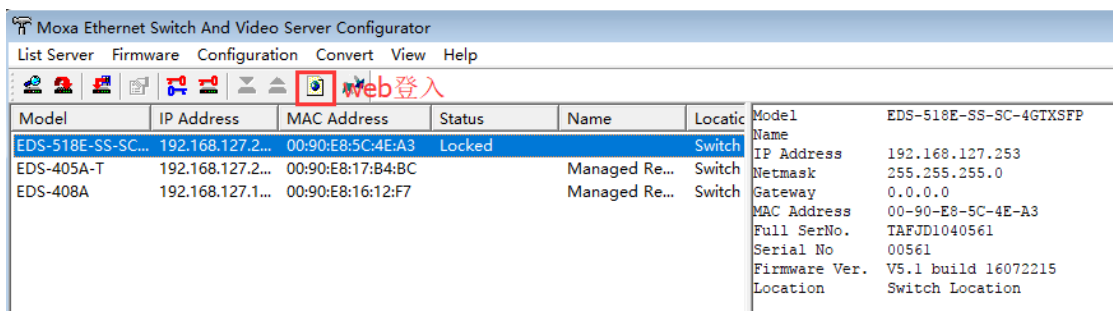 Moxa Ethernet Switch And Video Server Configurator
List Server Firmware Configuration Convert View Help
web登入
Model IP Address MAC Address Status Name Locatic
EDS-518E-SS-SC... 192.168.127.2... 00:90:E8:5C:4E:A3 Locked Switch
EDS-405A-T 192.168.127.2... 00:90:E8:17:B4:BC Managed Re... Switch
EDS-408A 192.168.127.1... 00:90:E8:16:12:F7 Managed Re... Switch
Model EDS-518E-SS-SC-4GTXSFP
Name
IP Address 192.168.127.253
Netmask 255.255.255.0
Gateway 0.0.0.0
MAC Address 00-90-E8-5C-4E-A3
Full SerNo. TAFJD1040561
Serial No 00561
Firmware Ver. V5.1 build 16072215
Location Switch Location